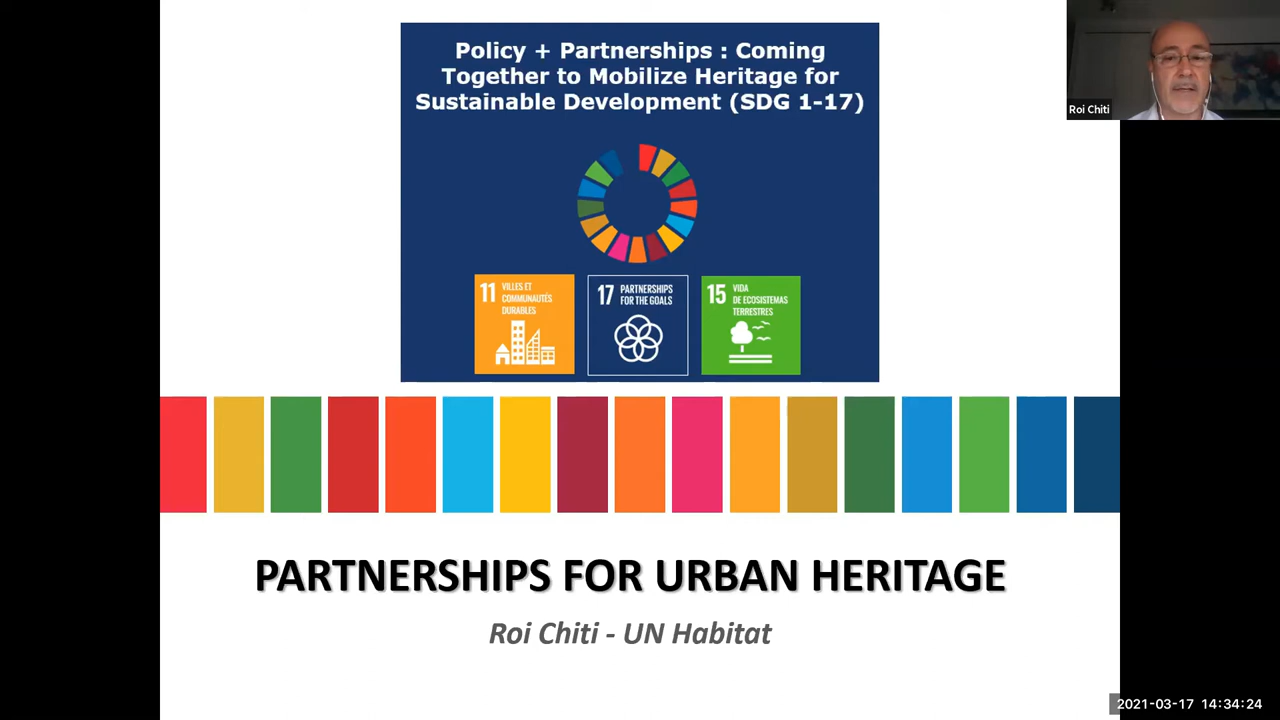 Policy + Partnerships : Coming
Together to Mobilize Heritage for
Sustainable Development (SDG 1-17)
Roi Chiti
11 VILLES ET
COMMUNAUTÉS
DURABLES
17 PARTNERSHIPS
FOR THE GOALS
15 VIDA
DE ECOSISTEMAS
TERRESTRES
PARTNERSHIPS FOR URBAN HERITAGE
Roi Chiti - UN Habitat
2021-03-17 14:34:24